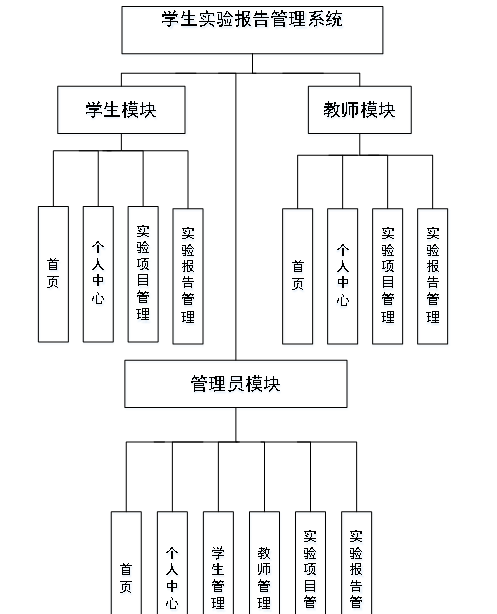 学生实验报告管理系统
学生模块
教师模块
首页
个人中心
实验项目管理
实验报告管理
首页
个人中心
实验项目管理
实验报告管理
管理员模块
首页
个人中心
学生管理
教师管理
实验项目管
实验报告管